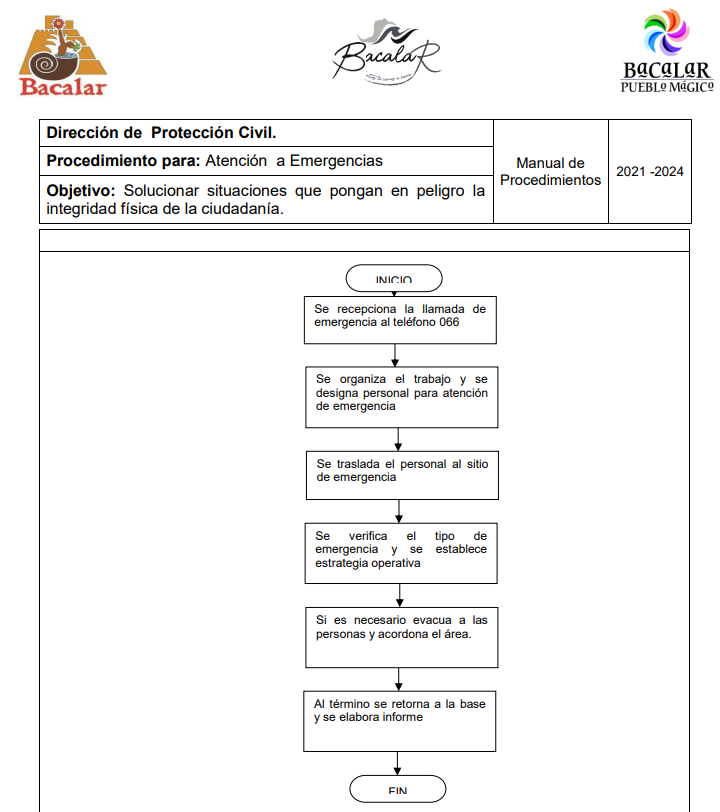 Bacalar
BacalaR
BacalaR
PUEBLo MáGICo
Dirección de Protección Civil.
Procedimiento para: Atención a Emergencias
Objetivo: Solucionar situaciones que pongan en peligro la
integridad física de la ciudadanía.
Manual de
Procedimientos
2021 -2024
INICIO
Se recepciona la llamada de
emergencia al teléfono 066
Se organiza el trabajo y se
designa personal para atención
de emergencia
Se traslada el personal al sitio
de emergencia
Se verifica el tipo de
emergencia y se establece
estrategia operativa
Si es necesario evacua a las
personas y acordona el área.
Al término se retorna a la base
y se elabora informe
FIN